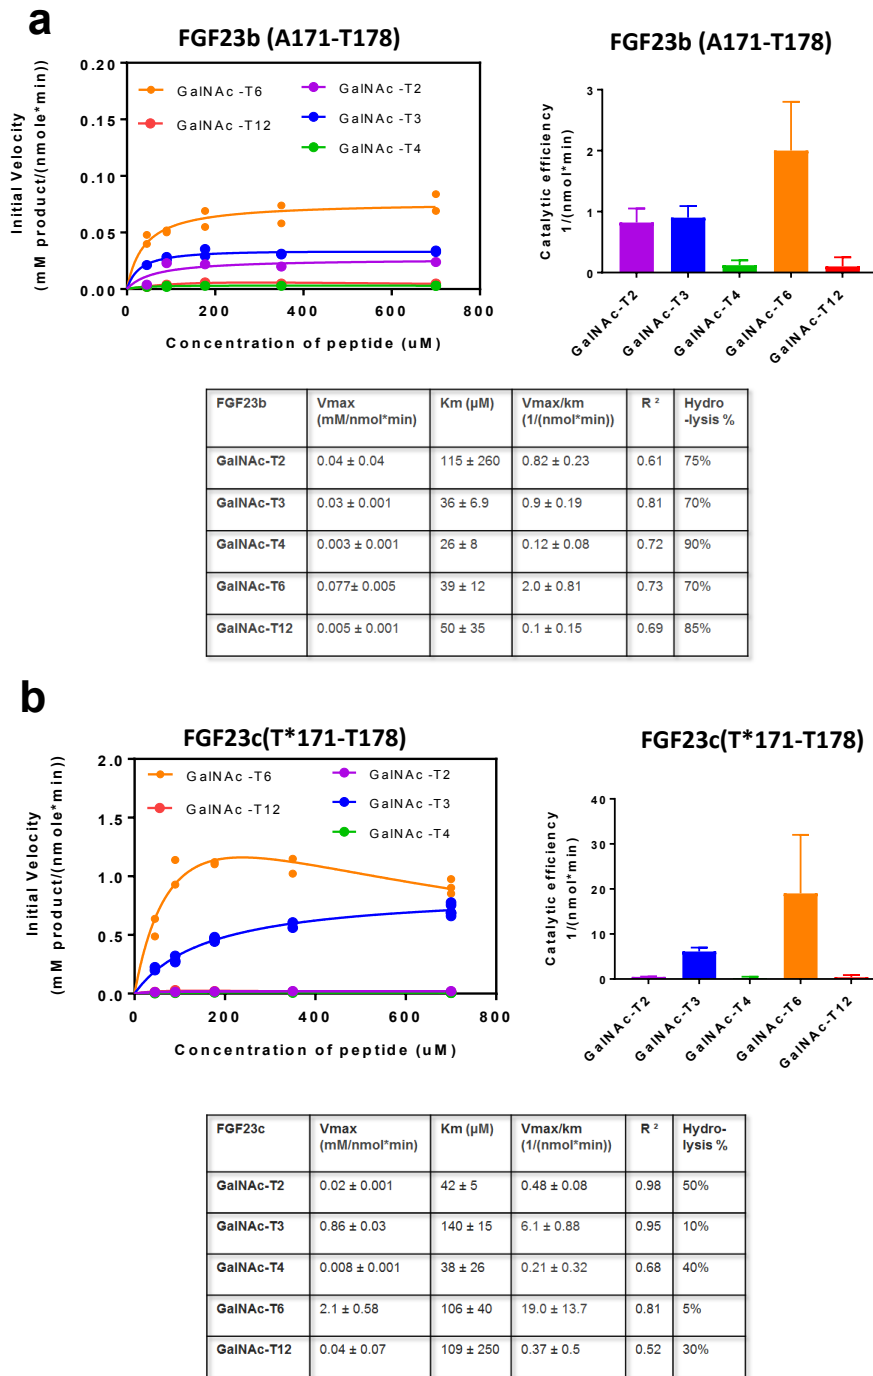 a
FGF23b (A171-T178)
FGF23b (A171-T178)
Initial Velocity
(mM product/(nmole*min))
0.20
0.15
0.10
0.05
0.00
GalNAc -T6
GalNAc -T12
GalNAc -T2
GalNAc -T3
GalNAc -T4
0 200 400 600 800
Concentration of peptide (uM)
Catalytic efficiency
1/(nmol*min)
3
2
1
0
GalNAc-T2
GalNAc-T3
GalNAc-T4
GalNAc-T6
GalNAc-T12
FGF23b Vmax (mM/nmol*min) Km (µM) Vmax/km (1/(nmol*min)) R ² Hydro -lysis %
GalNAc-T2 0.04 ± 0.04 115 ± 260 0.82 ± 0.23 0.61 75%
GalNAc-T3 0.03 ± 0.001 36 ± 6.9 0.9 ± 0.19 0.81 70%
GalNAc-T4 0.003 ± 0.001 26 ± 8 0.12 ± 0.08 0.72 90%
GalNAc-T6 0.077± 0.005 39 ± 12 2.0 ± 0.81 0.73 70%
GalNAc-T12 0.005 ± 0.001 50 ± 35 0.1 ± 0.15 0.69 85%
b
FGF23c(T*171-T178)
FGF23c(T*171-T178)
Initial Velocity
(mM product/(nmole*min))
2.0
1.5
1.0
0.5
0.0
GalNAc -T6
GalNAc -T12
GalNAc -T2
GalNAc -T3
GalNAc -T4
0 200 400 600 800
Concentration of peptide (uM)
Catalytic efficiency
1/(nmol*min)
40
30
20
10
0
GalNAc-T2
GalNAc-T3
GalNAc-T4
GalNAc-T6
GalNAc-T12
FGF23c Vmax (mM/nmol*min) Km (µM) Vmax/km (1/(nmol*min)) R ² Hydro- lysis %
GalNAc-T2 0.02 ± 0.001 42 ± 5 0.48 ± 0.08 0.98 50%
GalNAc-T3 0.86 ± 0.03 140 ± 15 6.1 ± 0.88 0.95 10%
GalNAc-T4 0.008 ± 0.001 38 ± 26 0.21 ± 0.32 0.68 40%
GalNAc-T6 2.1 ± 0.58 106 ± 40 19.0 ± 13.7 0.81 5%
GalNAc-T12 0.04 ± 0.07 109 ± 250 0.37 ± 0.5 0.52 30%